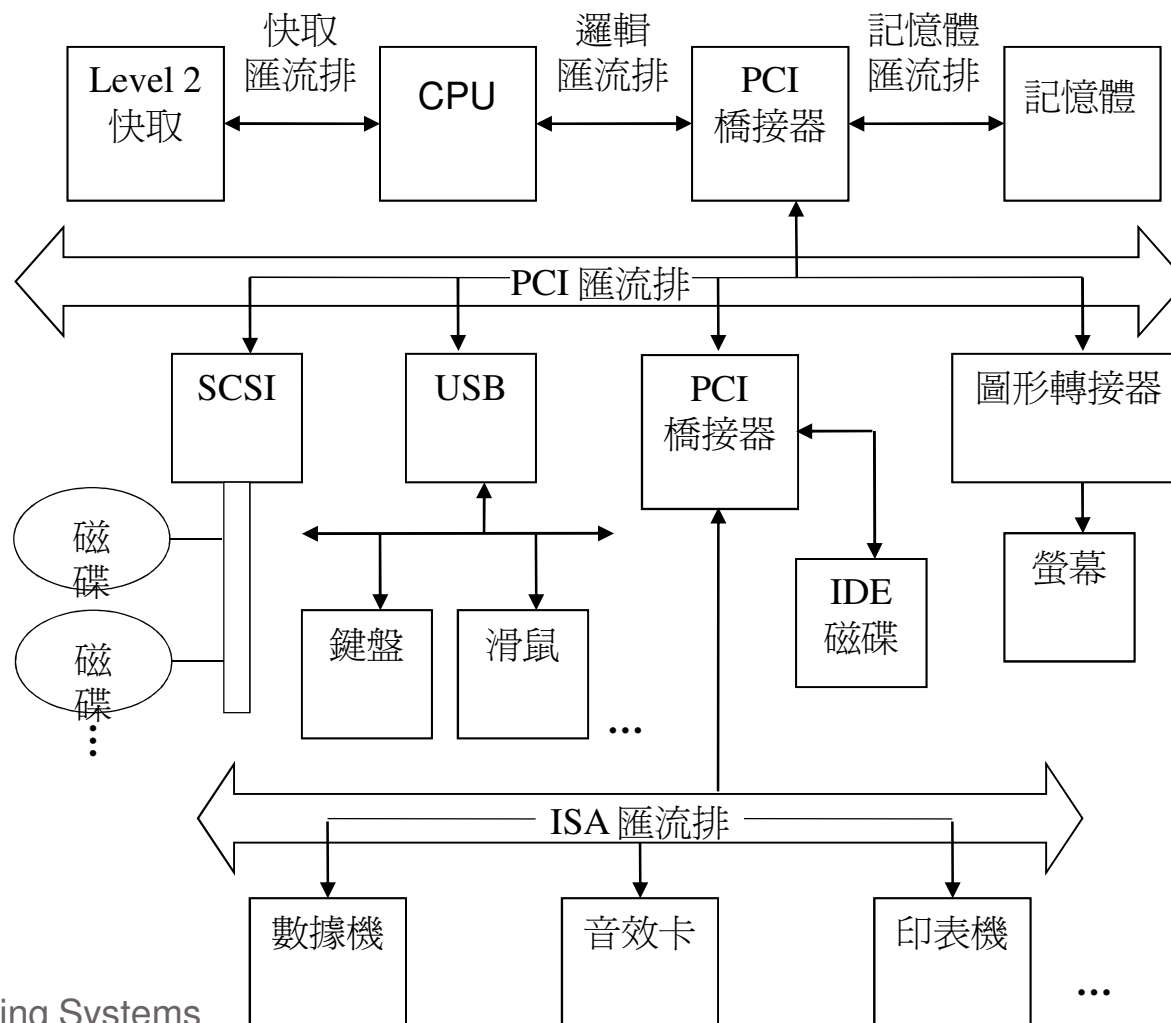 快取
匯流排
邏輯
匯流排
記憶體
匯流排
Level 2
快取
CPU
PCI
橋接器
記憶體
PCI 匯流排
SCSI
USB
PCI
橋接器
圖形轉接器
磁
碟
磁
碟
...
鍵盤
滑鼠
...
IDE
磁碟
螢幕
ISA 匯流排
數據機
音效卡
印表機
...
ing Systems